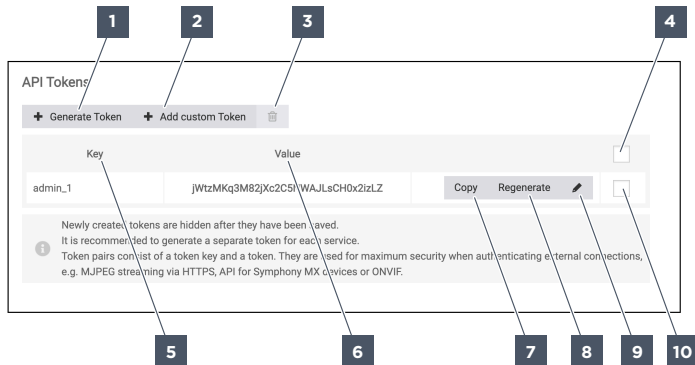 1 2 3 4
API Tokens
+ Generate Token + Add custom Token
Key Value
admin_1 Copy Regenerate
Newly created tokens are hidden after they have been saved.
It is recommended to generate a separate token for each service.
Token pairs consist of a token key and a token. They are used for maximum security when authenticating external connections,
e.g. MJPEG streaming via HTTPS, API for Symphony MX devices or ONVIF.
5 6 7 8 9 10